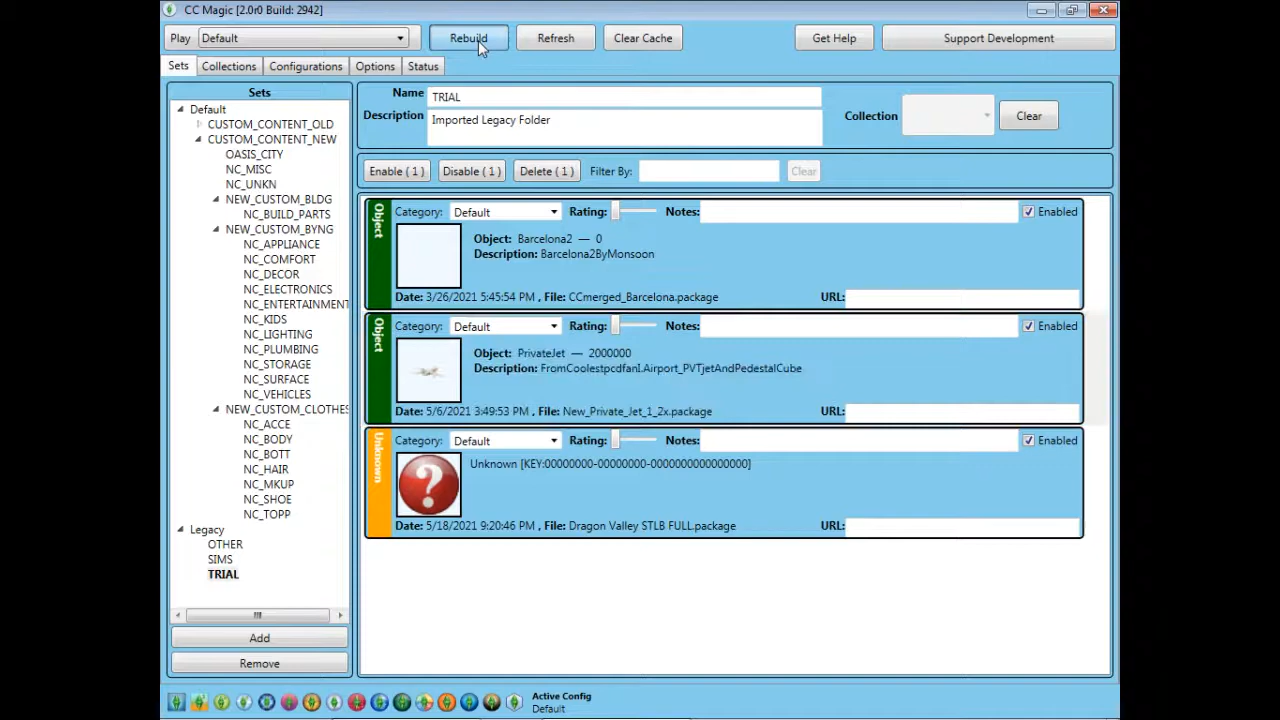 CC Magic [2.0r0 Build: 2942]
Play Default Rebuild Refresh Clear Cache Get Help Support Development
Sets Collections Configurations Options Status
Sets
Default
CUSTOM_CONTENT_OLD
CUSTOM_CONTENT_NEW
OASIS_CITY
NC_MISC
NC_UNKN
NEW_CUSTOM_BLDG
NC_BUILD_PARTS
NEW_CUSTOM_BYNG
NC_APPLIANCE
NC_COMFORT
NC_DECOR
NC_ELECTRONICS
NC_ENTERTAINMENT
NC_KIDS
NC_LIGHTING
NC_PLUMBING
NC_STORAGE
NC_SURFACE
NC_VEHICLES
NEW_CUSTOM_CLOTHES
NC_ACCE
NC_BODY
NC_BOTT
NC_HAIR
NC_MKUP
NC_SHOE
NC_TOPP
Legacy
OTHER
SIMS
TRIAL
Add
Remove
Name TRIAL
Description Imported Legacy Folder
Collection Clear
Enable ( 1 ) Disable ( 1 ) Delete ( 1 ) Filter By: Clear
Object
Category: Default Rating: Notes: Enabled
Object: Barcelona2 — 0
Description: Barcelona2ByMonsoon
Date: 3/26/2021 5:45:54 PM , File: CCmerged_Barcelona.package URL:
Object
Category: Default Rating: Notes: Enabled
Object: PrivateJet — 2000000
Description: FromCoolestpcdfanI.Airport_PVTjetAndPedestalCube
Date: 5/6/2021 3:49:53 PM , File: New_Private_Jet_1_2x.package URL:
Unknown
Category: Default Rating: Notes: Enabled
Unknown [KEY:00000000-00000000-0000000000000000]
Date: 5/18/2021 9:20:46 PM , File: Dragon Valley STLB FULL.package URL:
Active Config
Default